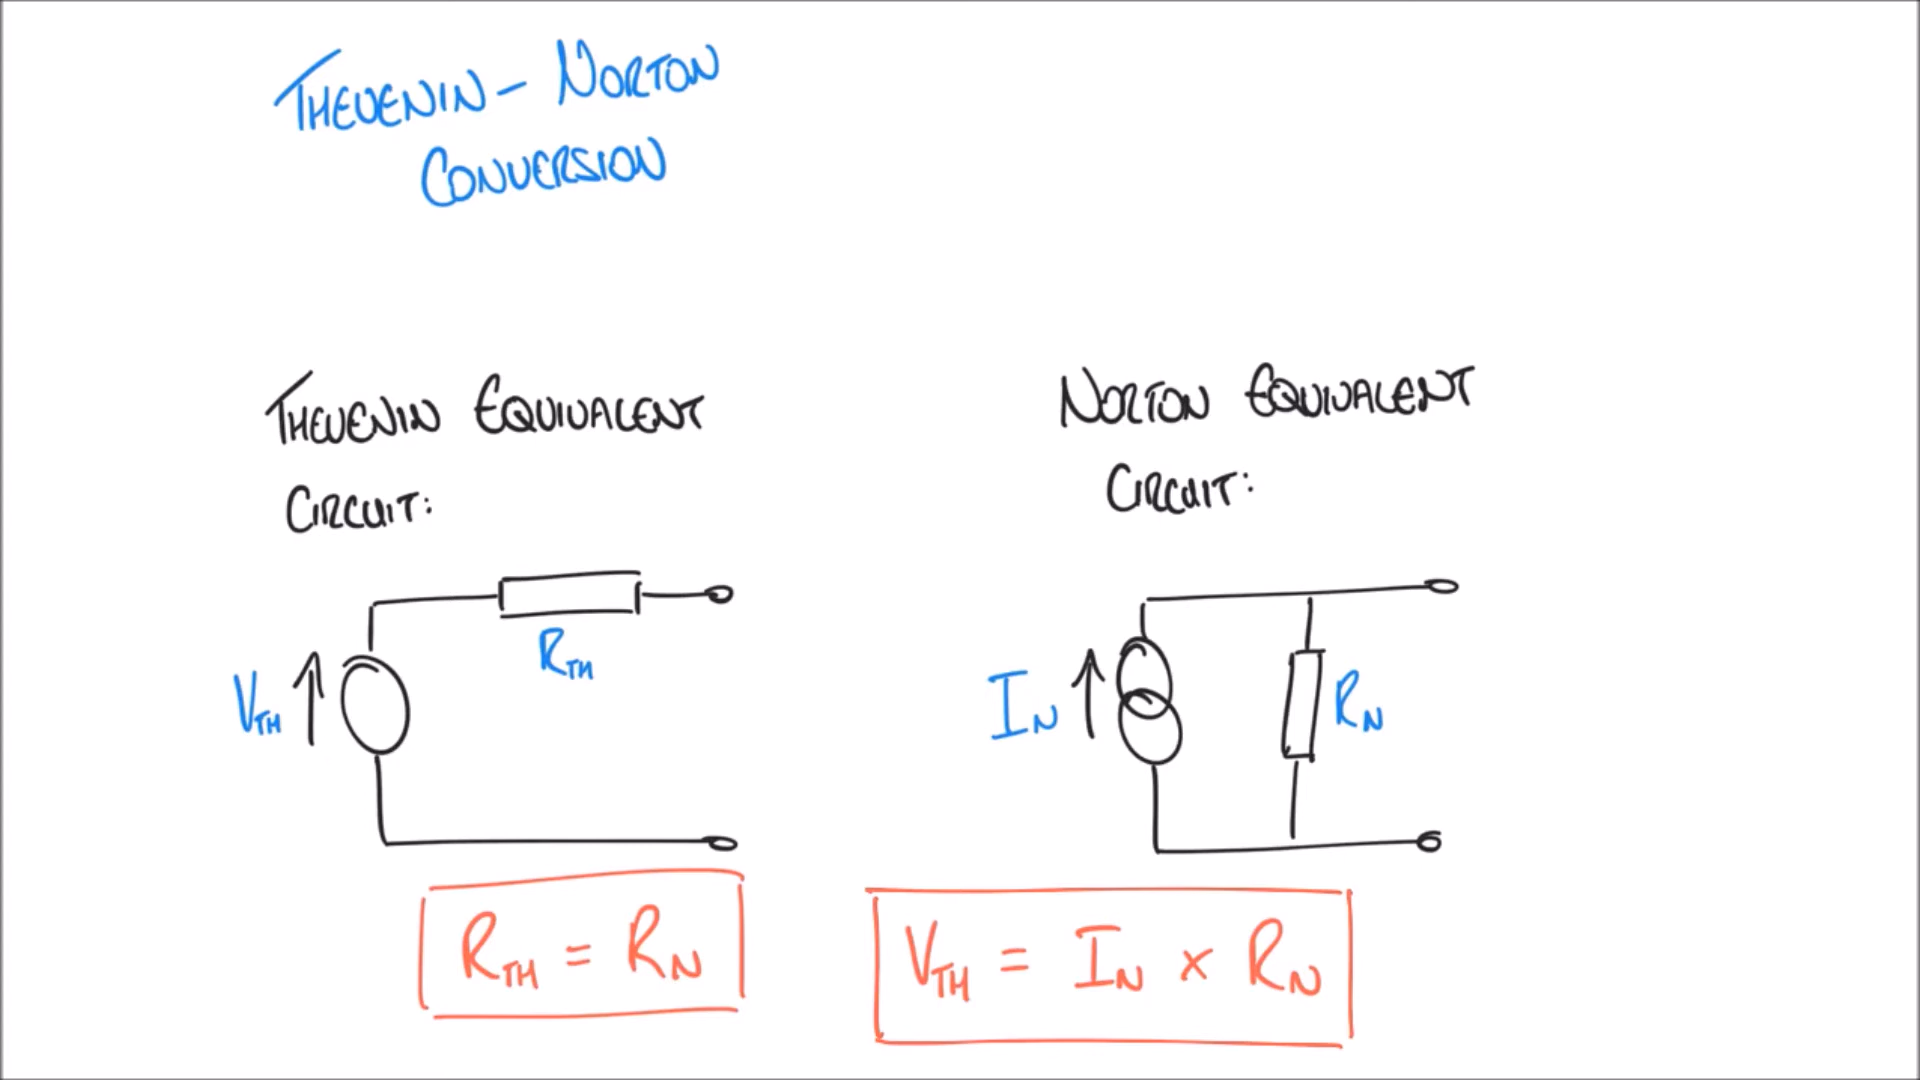 THEVENIN - NORTON
CONVERSION
THEVENIN EQUIVALENT
CIRCUIT:
NORTON EQUIVALENT
CIRCUIT:
RTH
VTH
IN
RN
RTH = RN
VTH = IN x RN